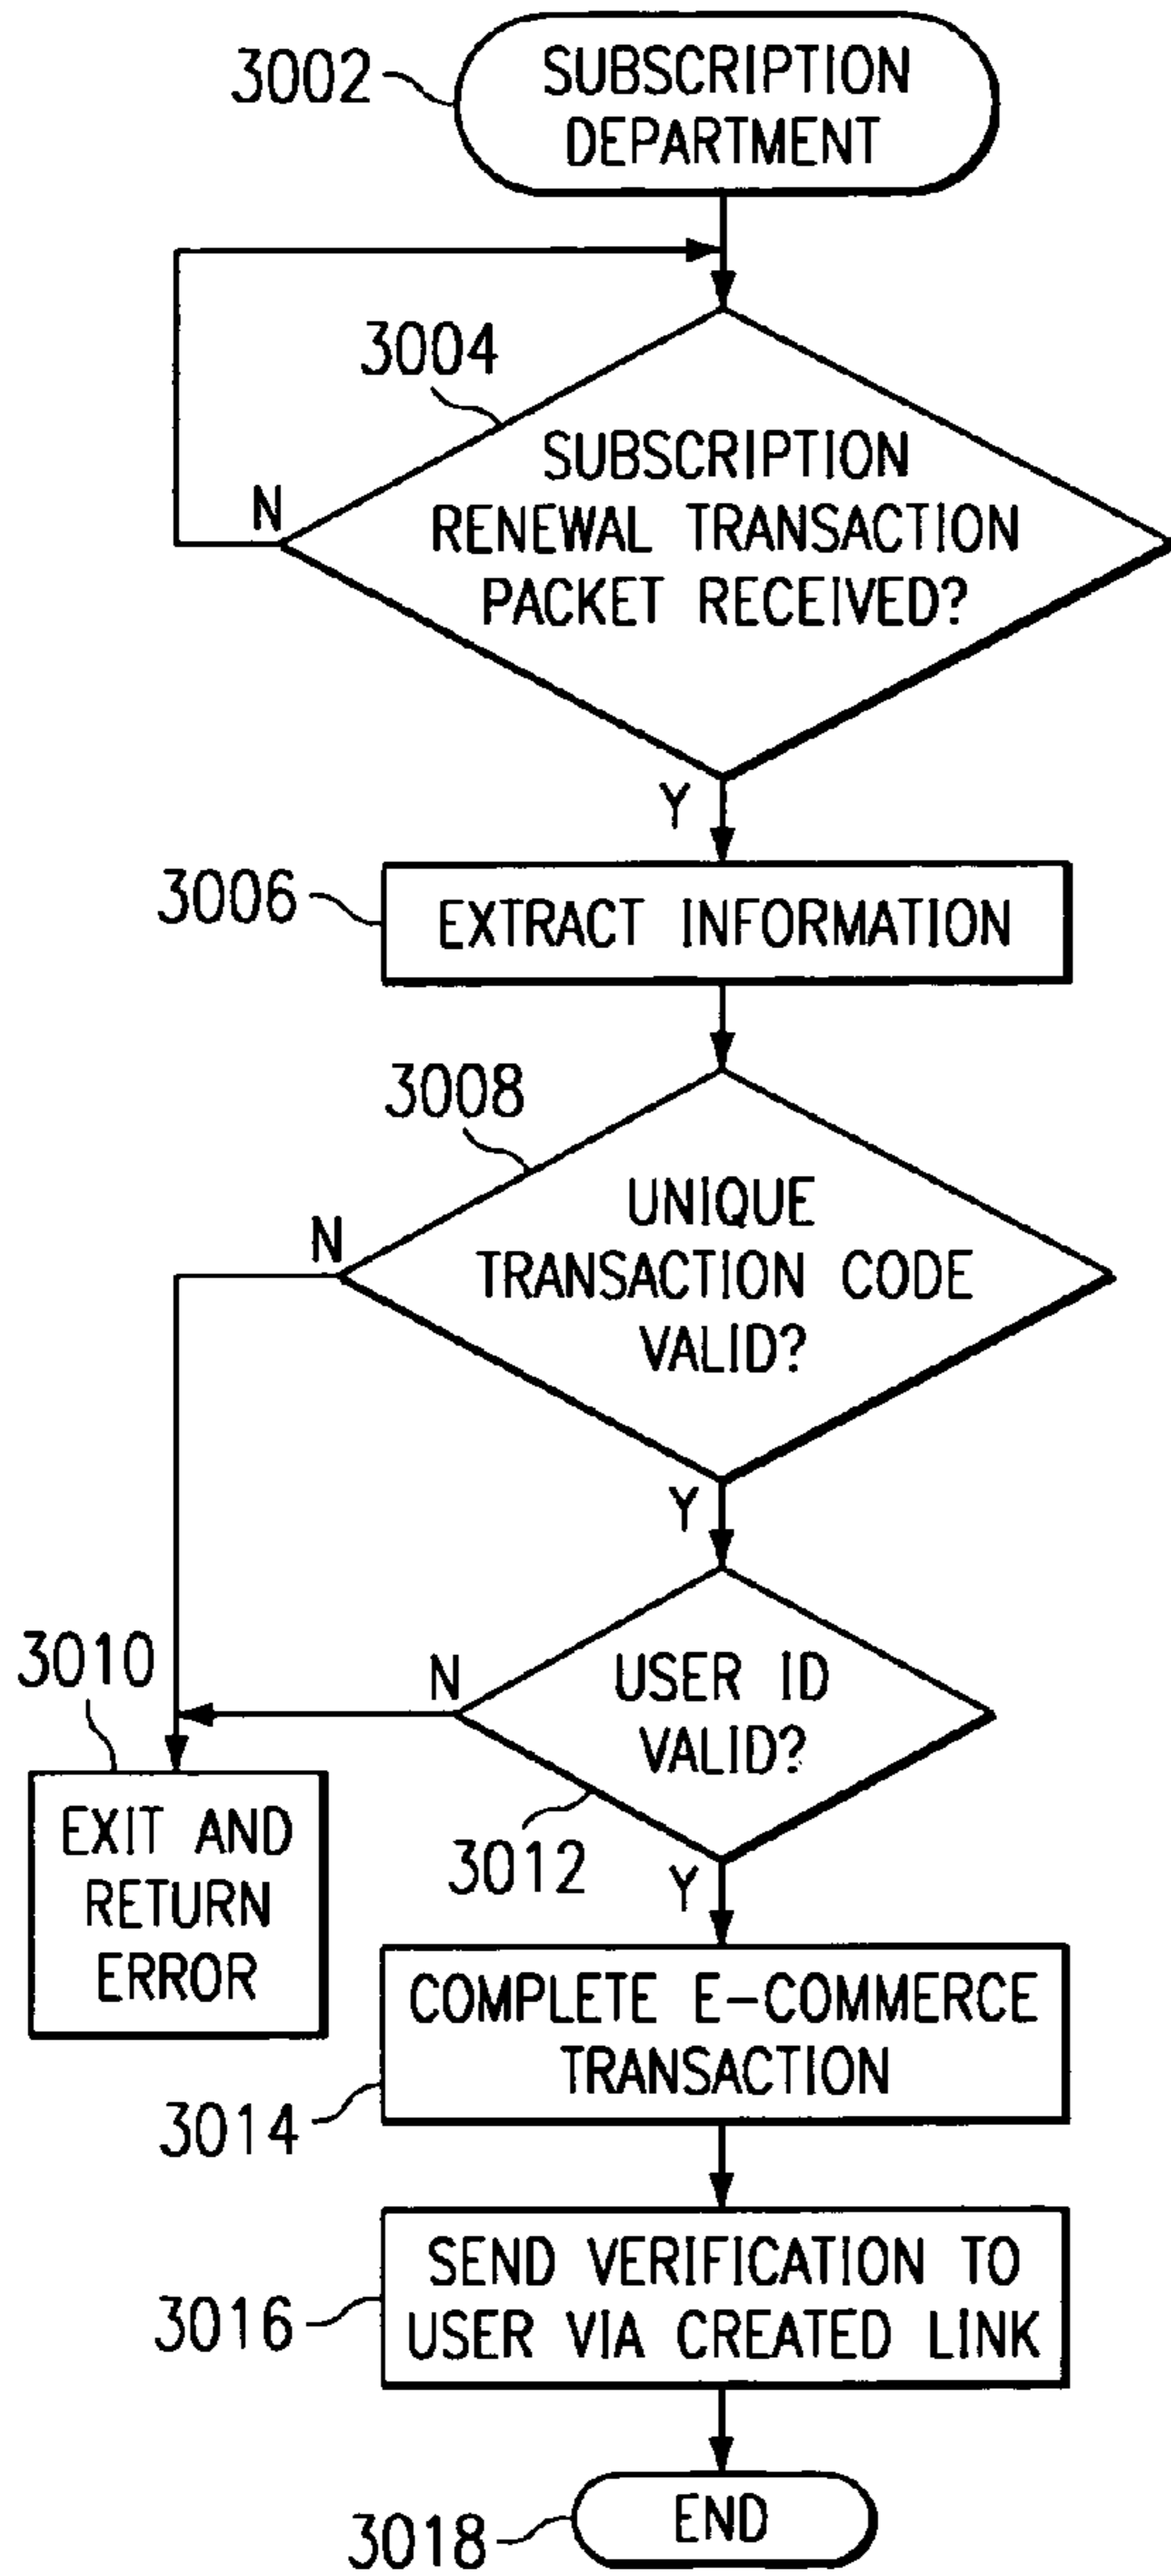 3002
SUBSCRIPTION
DEPARTMENT
3004
SUBSCRIPTION
RENEWAL TRANSACTION
PACKET RECEIVED?
N
Y
3006
EXTRACT INFORMATION
3008
UNIQUE
TRANSACTION CODE
VALID?
N
Y
3010
EXIT AND
RETURN
ERROR
N
USER ID
VALID?
3012
Y
COMPLETE E-COMMERCE
TRANSACTION
3014
SEND VERIFICATION TO
USER VIA CREATED LINK
3016
END
3018